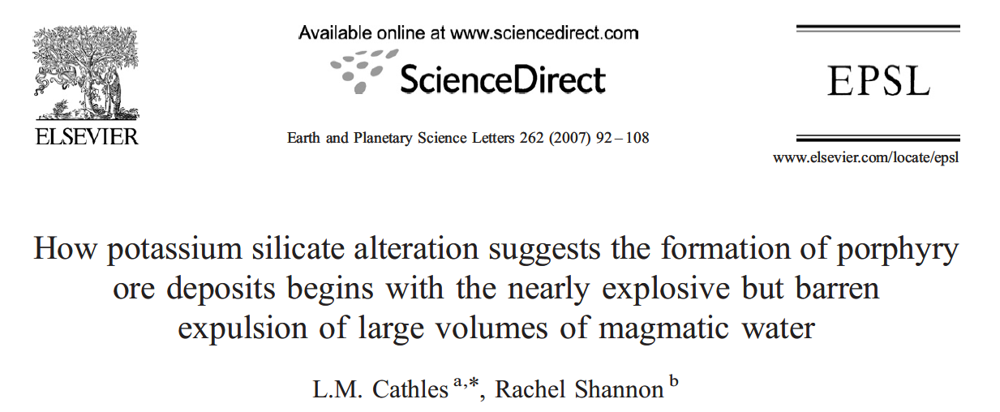 Available online at www.sciencedirect.com
ScienceDirect
ELSEVIER
Earth and Planetary Science Letters 262 (2007) 92–108
EPSL
www.elsevier.com/locate/epsl
How potassium silicate alteration suggests the formation of porphyry
ore deposits begins with the nearly explosive but barren
expulsion of large volumes of magmatic water
L.M. Cathles a,*, Rachel Shannon b